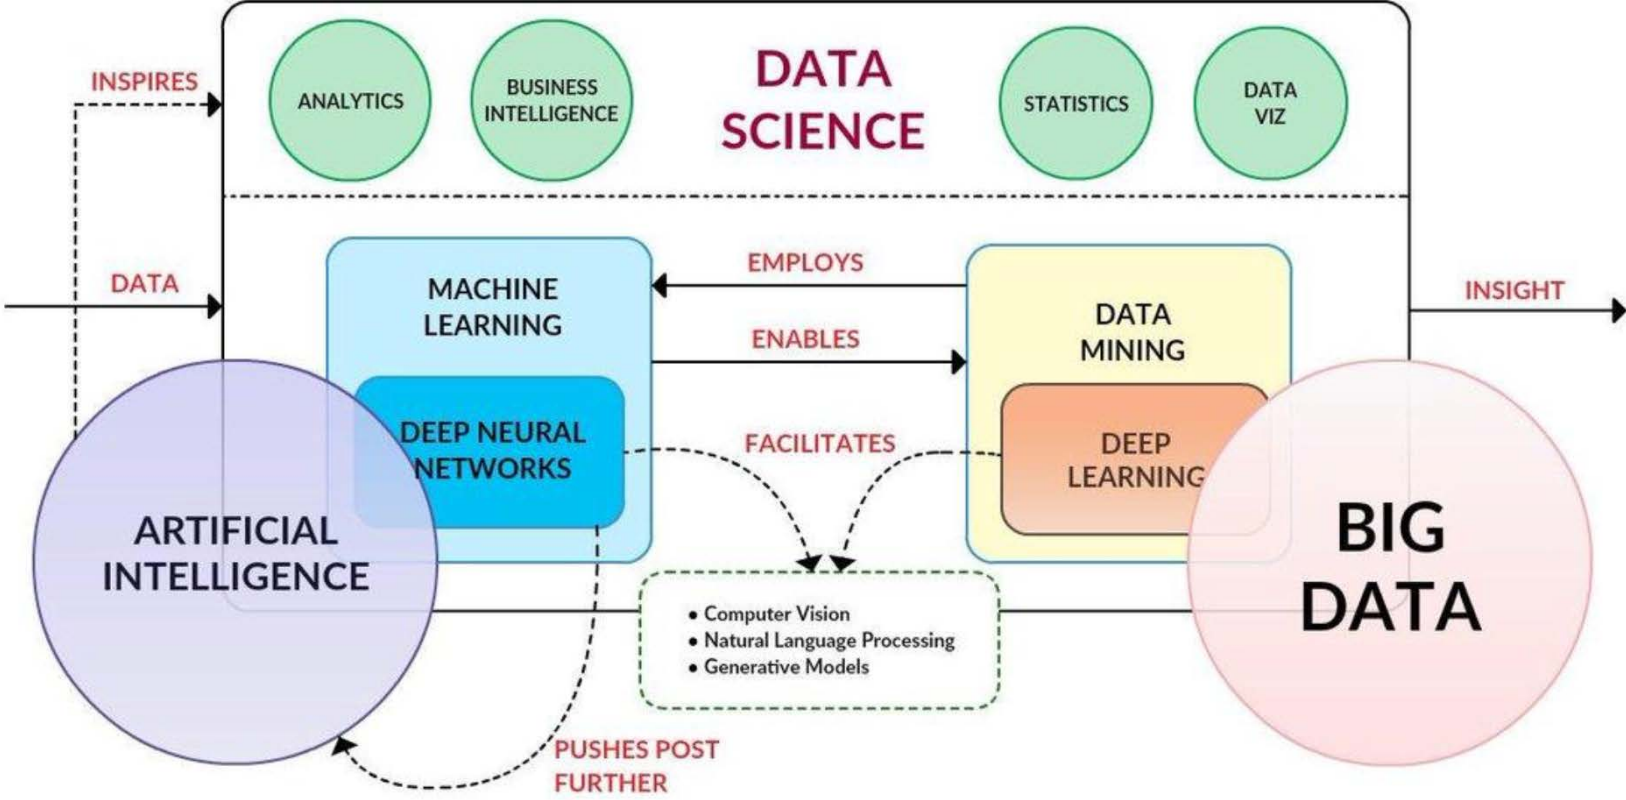 INSPIRES
ANALYTICS
BUSINESS
INTELLIGENCE
DATA
SCIENCE
STATISTICS
DATA
VIZ
DATA
MACHINE
LEARNING
EMPLOYS
ENABLES
DATA
MINING
INSIGHT
DEEP NEURAL
NETWORKS
FACILITATES
DEEP
LEARNING
ARTIFICIAL
INTELLIGENCE
BIG
DATA
• Computer Vision
• Natural Language Processing
• Generative Models
PUSHES POST
FURTHER